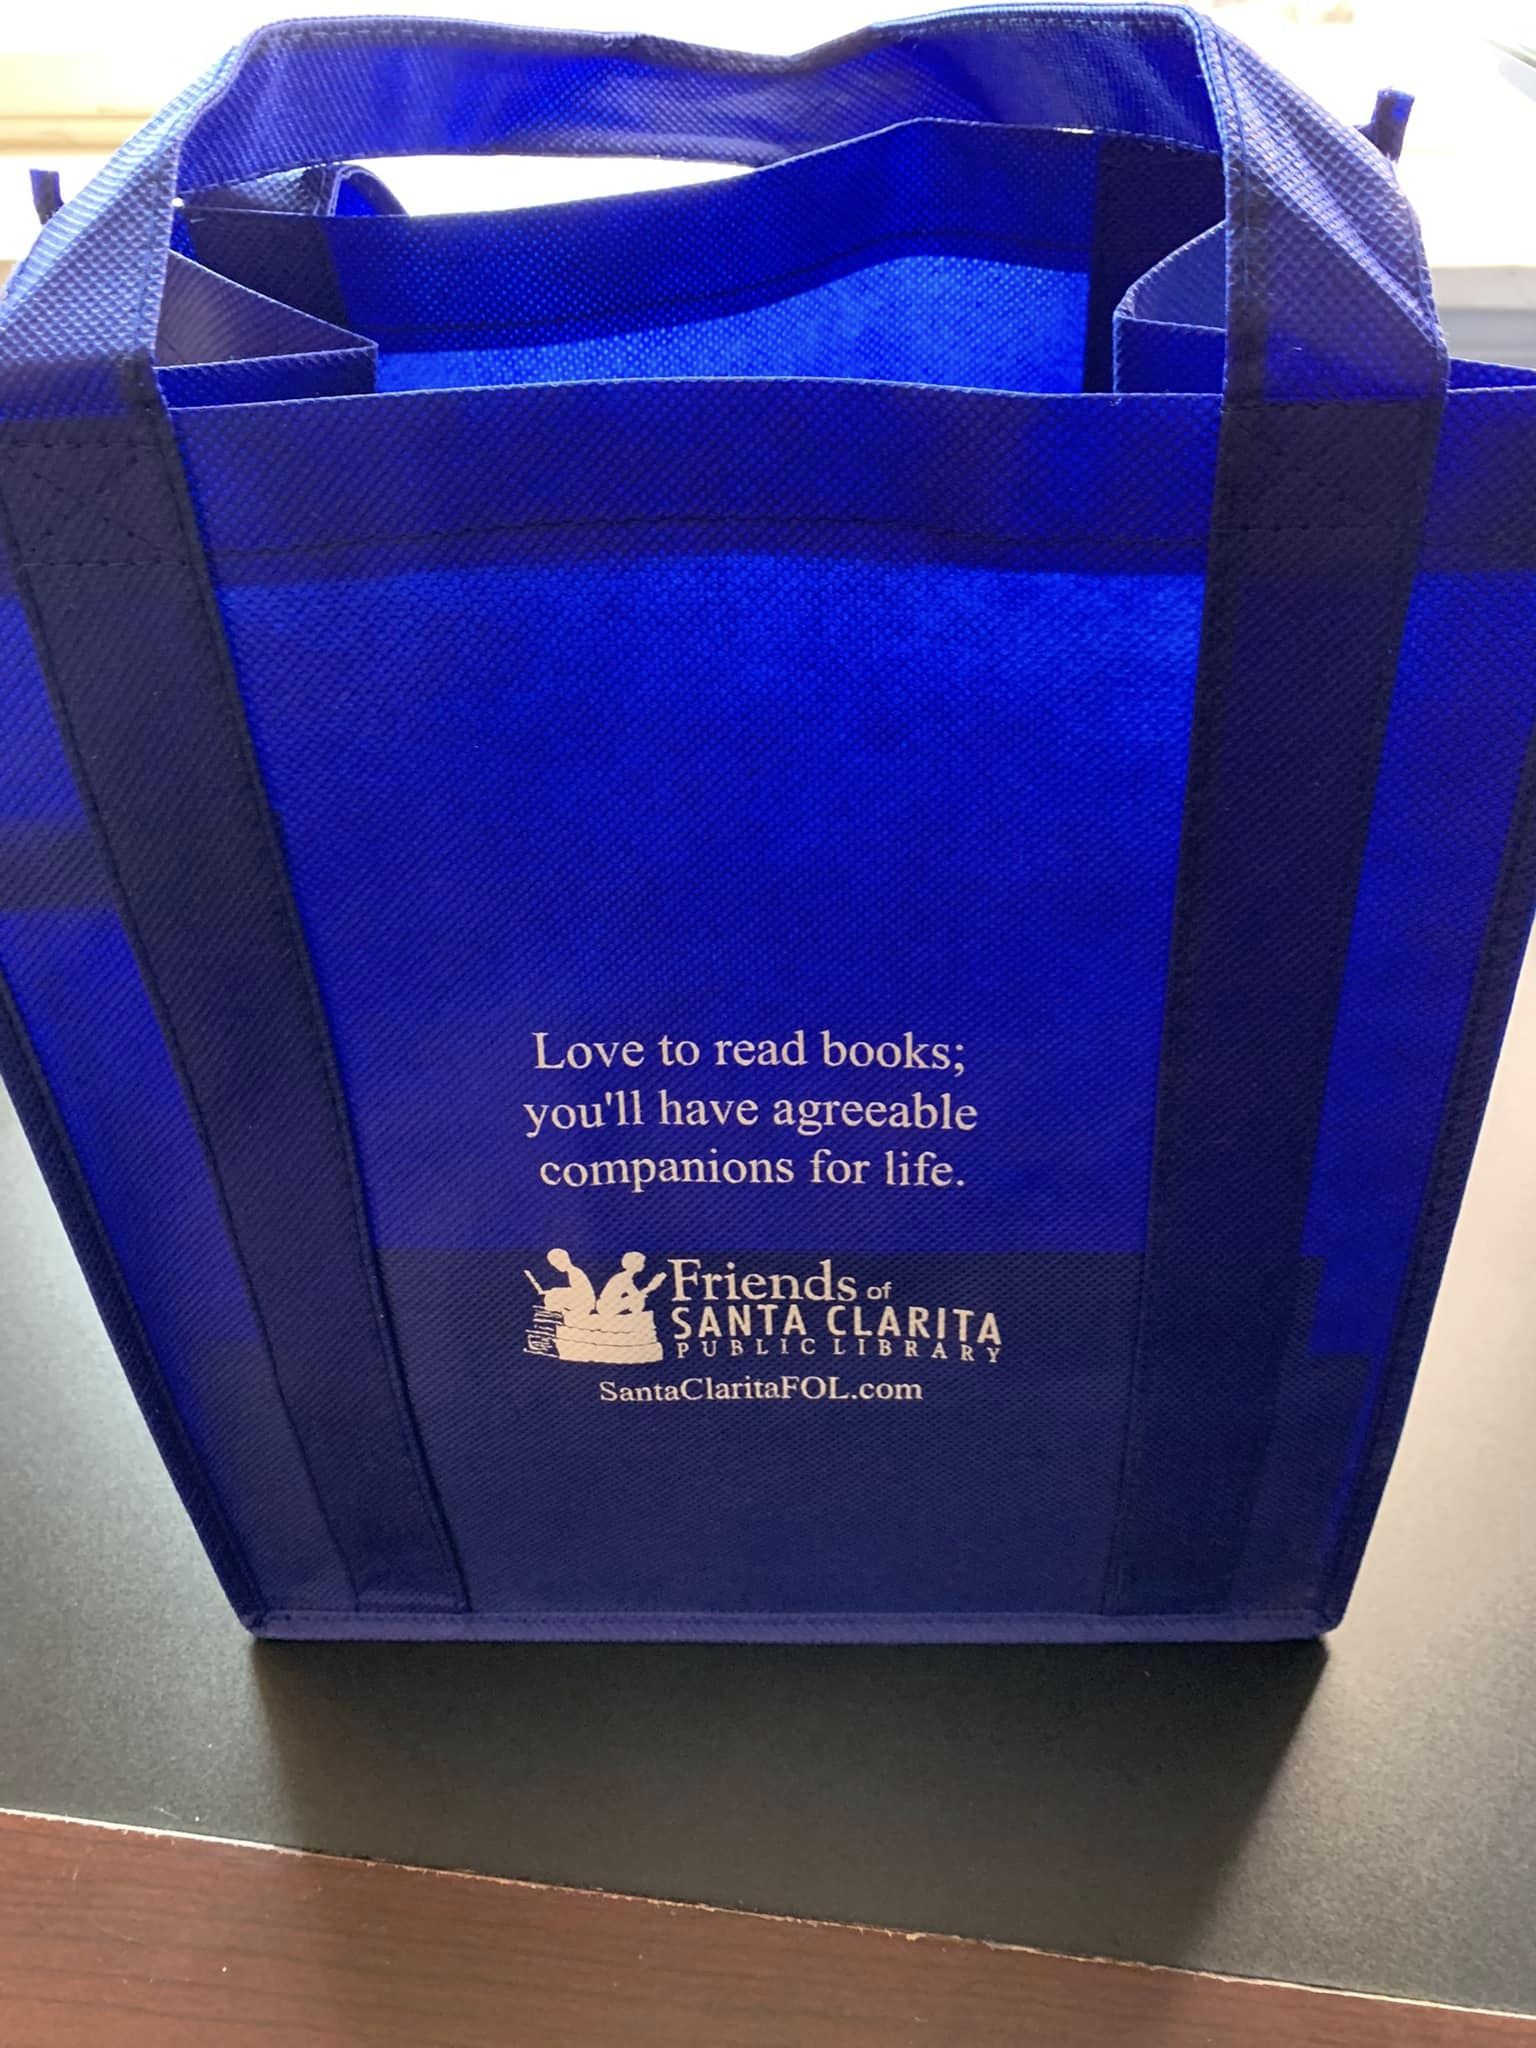 Love to read books;
you'll have agreeable
companions for life.
Friends of
SANTA CLARITA
PUBLIC LIBRARY
SantaClaritaFOL.com